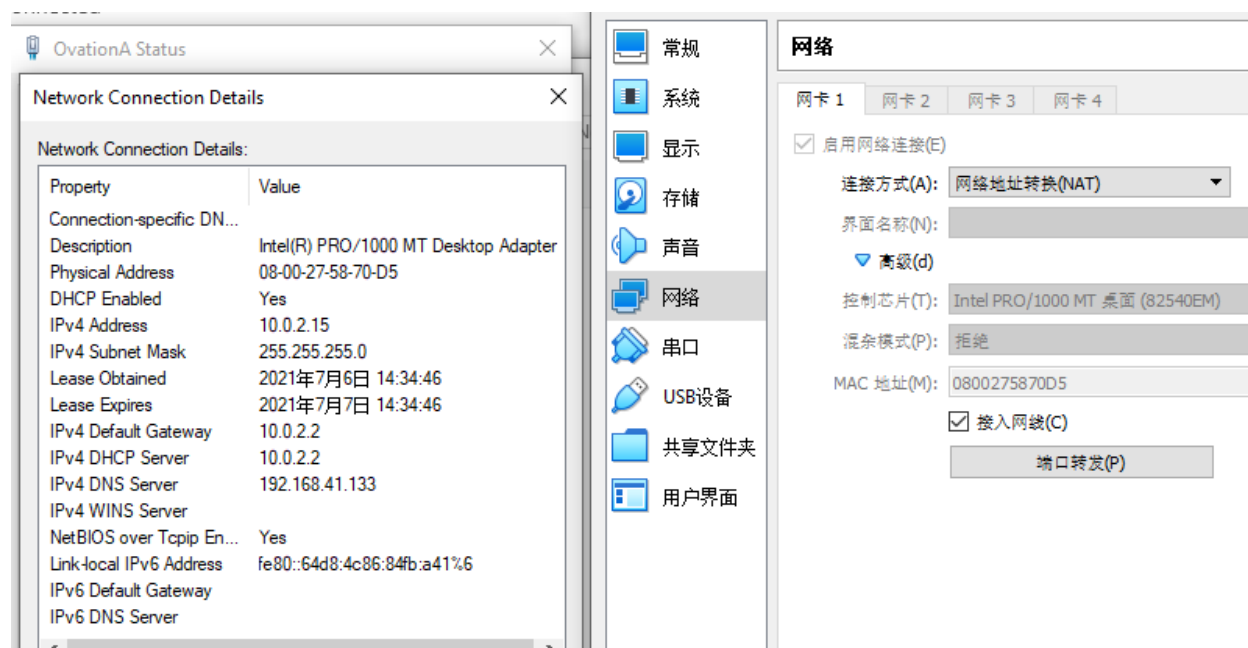 OvationA Status
Network Connection Details
Network Connection Details:
Property Value
Connection-specific DN...
Description Intel(R) PRO/1000 MT Desktop Adapter
Physical Address 08-00-27-58-70-D5
DHCP Enabled Yes
IPv4 Address 10.0.2.15
IPv4 Subnet Mask 255.255.255.0
Lease Obtained 2021年7月6日 14:34:46
Lease Expires 2021年7月7日 14:34:46
IPv4 Default Gateway 10.0.2.2
IPv4 DHCP Server 10.0.2.2
IPv4 DNS Server 192.168.41.133
IPv4 WINS Server
NetBIOS over Tcpip En... Yes
Link-local IPv6 Address fe80::64d8:4c86:84fb:a41%6
IPv6 Default Gateway
IPv6 DNS Server
常规
系统
显示
存储
声音
网络
串口
USB设备
共享文件夹
用户界面
网络
网卡 1 网卡 2 网卡 3 网卡 4
启用网络连接(E)
连接方式(A): 网络地址转换(NAT)
界面名称(N):
高级(d)
控制芯片(T): Intel PRO/1000 MT 桌面 (82540EM)
混杂模式(P): 拒绝
MAC 地址(M): 0800275870D5
接入网线(C)
端口转发(P)